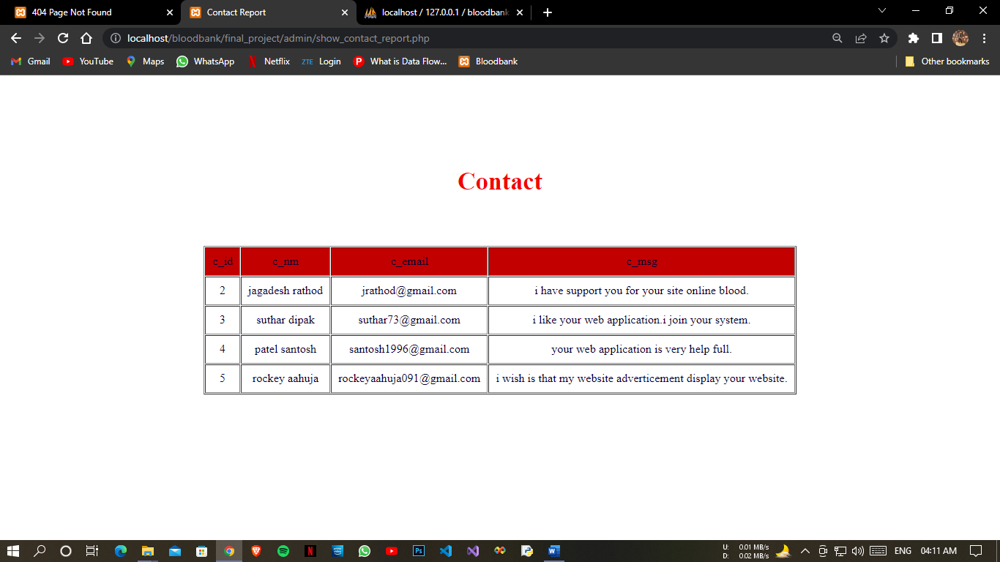 404 Page Not Found
Contact Report
localhost / 127.0.0.1 / bloodbank
localhost/bloodbank/final_project/admin/show_contact_report.php
Gmail YouTube Maps WhatsApp Netflix ZTE Login What is Data Flow... Bloodbank Other bookmarks
Contact
c_id c_nm c_email c_msg
2 jagadesh rathod jrathod@gmail.com i have support you for your site online blood.
3 suthar dipak suthar73@gmail.com i like your web application.i join your system.
4 patel santosh santosh1996@gmail.com your web application is very help full.
5 rockey aahuja rockeyaahuja091@gmail.com i wish is that my website adverticement display your website.
U: 0.01 MB/s
D: 0.02 MB/s
ENG 04:11 AM